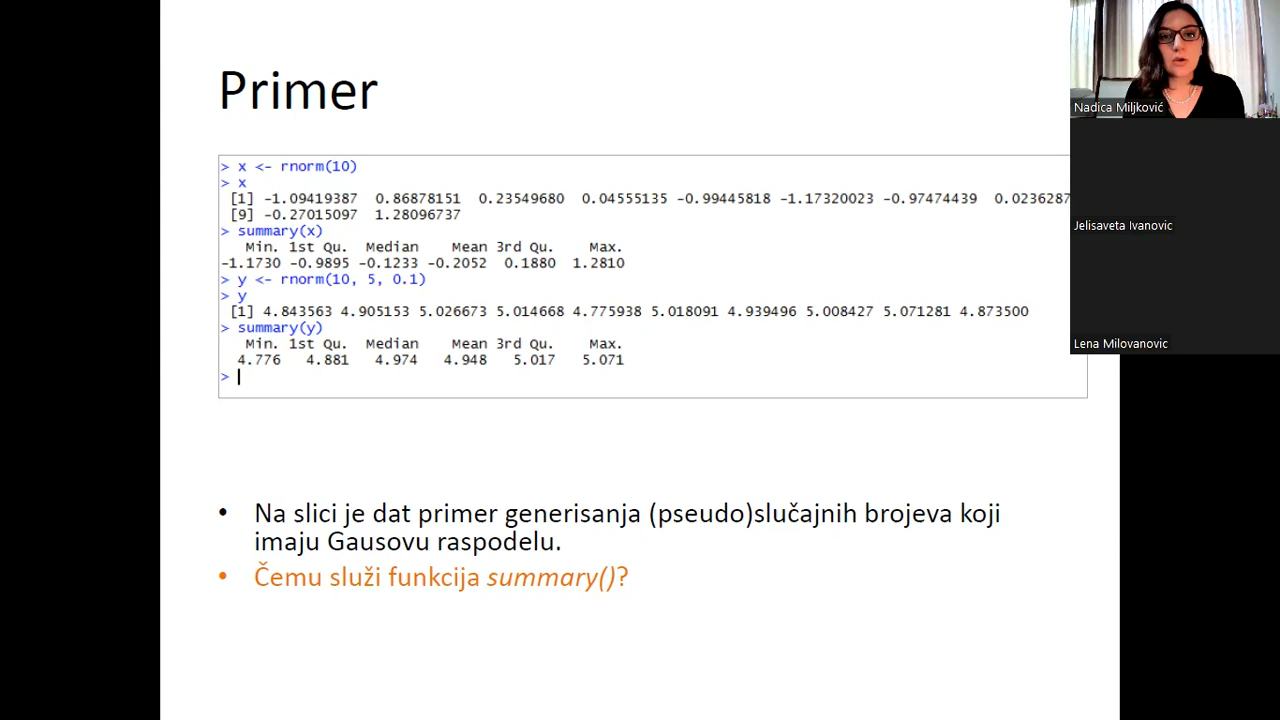 Primer
> x <- rnorm(10)
> x
[1] -1.09419387 0.86878151 0.23549680 0.04555135 -0.99445818 -1.17320023 -0.97474439 0.0236287
[9] -0.27015097 1.28096737
> summary(x)
Min. 1st Qu. Median Mean 3rd Qu. Max.
-1.1730 -0.9895 -0.1233 -0.2052 0.1880 1.2810
> y <- rnorm(10, 5, 0.1)
> y
[1] 4.843563 4.905153 5.026673 5.014668 4.775938 5.018091 4.939496 5.008427 5.071281 4.873500
> summary(y)
Min. 1st Qu. Median Mean 3rd Qu. Max.
4.776 4.881 4.974 4.948 5.017 5.071
>
• Na slici je dat primer generisanja (pseudo)slučajnih brojeva koji
imaju Gausovu raspodelu.
• Čemu služi funkcija summary()?
Nadica Miljković
Jelisaveta Ivanovic
Lena Milovanovic